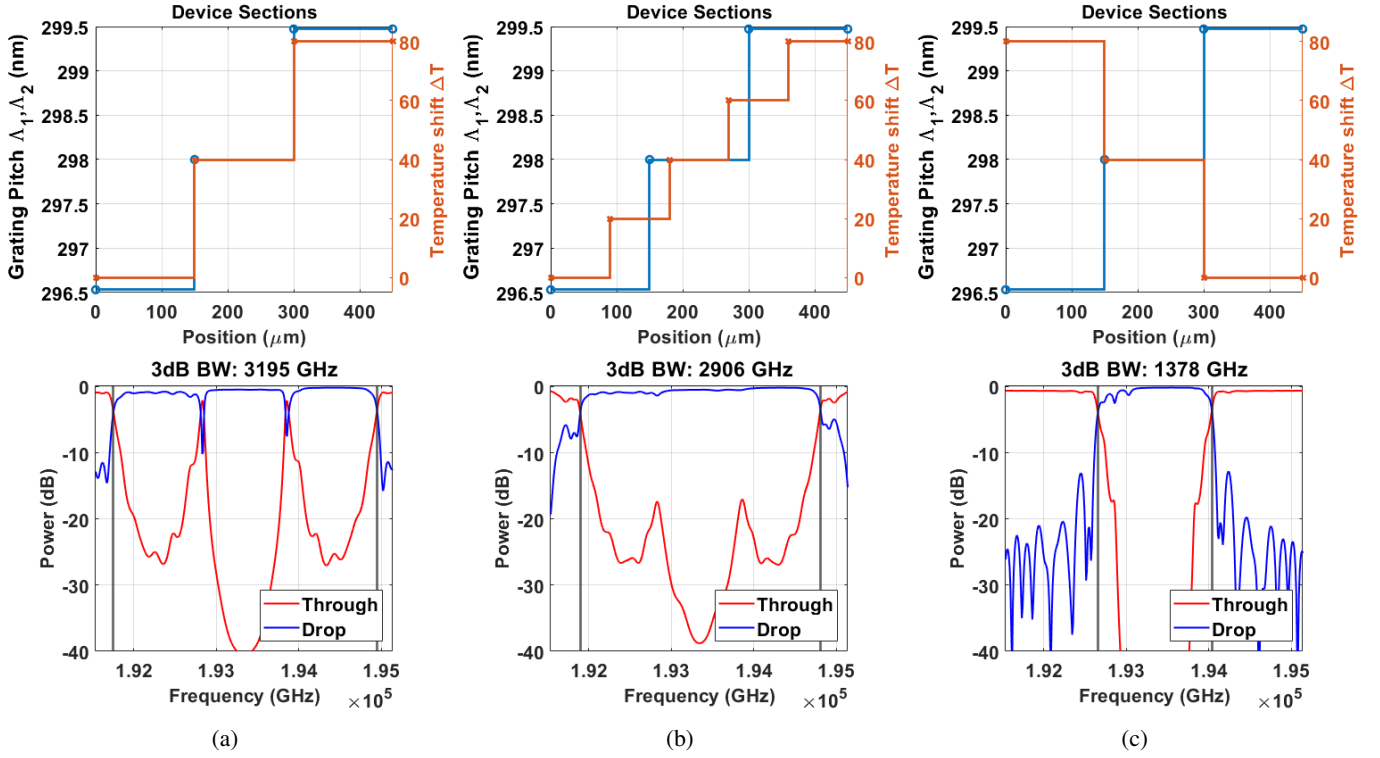 Device Sections
Grating Pitch Λ1,Λ2 (nm)
299.5
299
298.5
298
297.5
297
296.5
0
100
200
300
400
Position (μm)
80
60
40
20
0
Temperature shift ΔT
Device Sections
Grating Pitch Λ1,Λ2 (nm)
299.5
299
298.5
298
297.5
297
296.5
0
100
200
300
400
Position (μm)
80
60
40
20
0
Temperature shift ΔT
Device Sections
Grating Pitch Λ1,Λ2 (nm)
299.5
299
298.5
298
297.5
297
296.5
0
100
200
300
400
Position (μm)
80
60
40
20
0
Temperature shift ΔT
3dB BW: 3195 GHz
Power (dB)
0
-10
-20
-30
-40
Through
Drop
1.92
1.93
1.94
1.95
Frequency (GHz)
×10^5
3dB BW: 2906 GHz
Power (dB)
0
-10
-20
-30
-40
Through
Drop
1.92
1.93
1.94
1.95
Frequency (GHz)
×10^5
3dB BW: 1378 GHz
Power (dB)
0
-10
-20
-30
-40
Through
Drop
1.92
1.93
1.94
1.95
Frequency (GHz)
×10^5
(a)
(b)
(c)